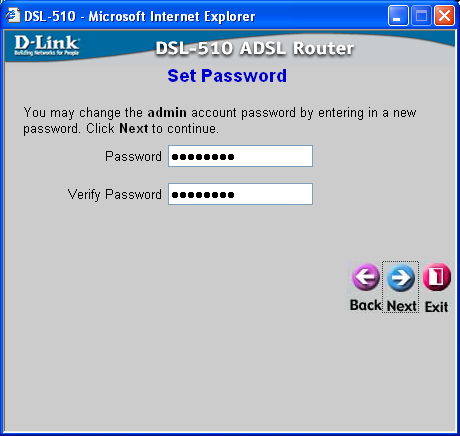 DSL-510 - Microsoft Internet Explorer
D-Link
Building Networks for People
DSL-510 ADSL Router
Set Password
You may change the admin account password by entering in a new
password. Click Next to continue.
Password ●●●●●●●●
Verify Password ●●●●●●●●
Back Next Exit